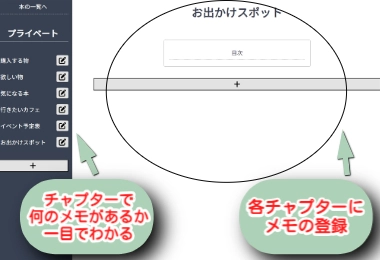 本の一覧へ
プライベート
購入する物
欲しい物
気になる本
行きたいカフェ
イベント予定表
お出かけスポット
+
お出かけスポット
目次
+
チャプターで
何のメモがあるか
一目でわかる
各チャプターに
メモの登録